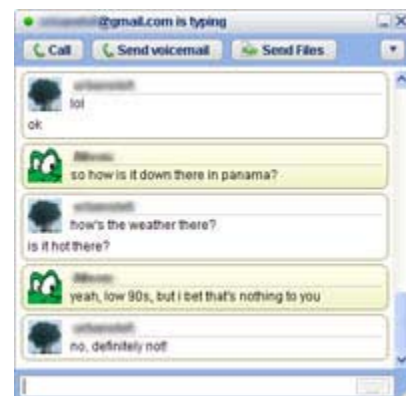 @gmail.com is typing
Call Send voicemail Send Files
lol
ok
so how is it down there in panama?
how's the weather there?
is it hot there?
yeah, low 90s, but i bet that's nothing to you
no, definitely not!